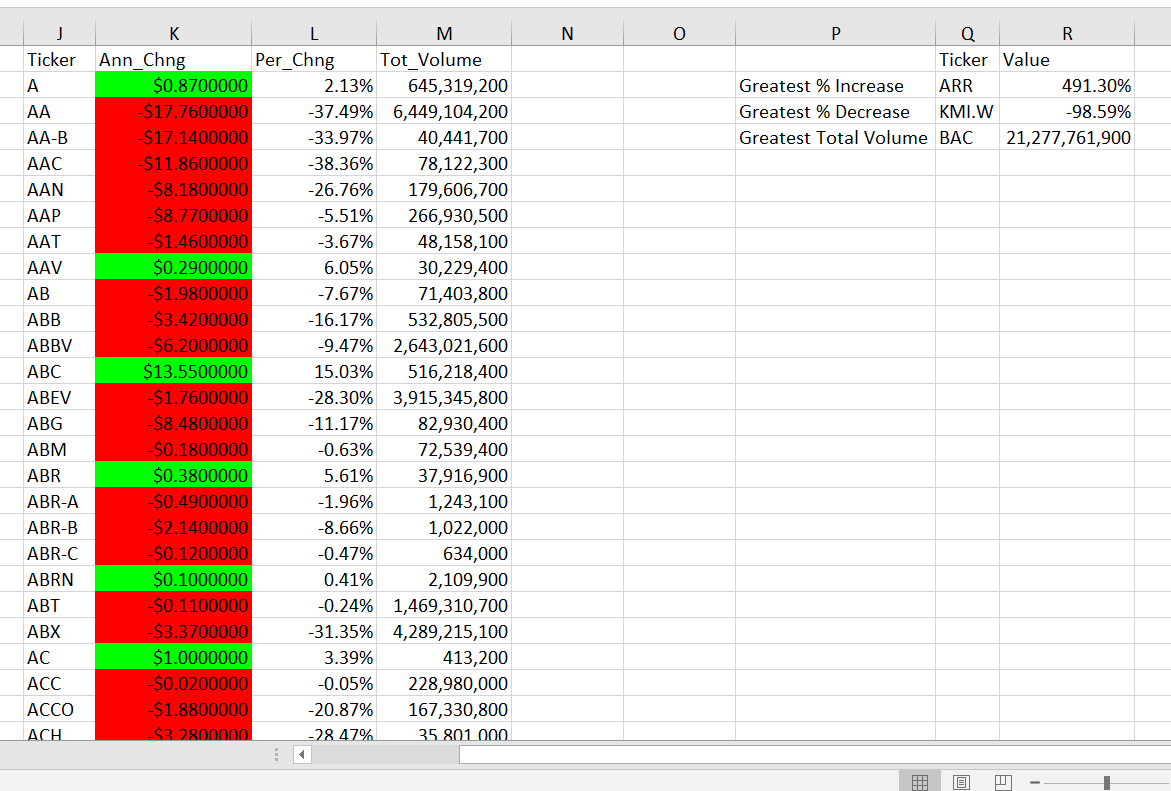 J K L M N O P Q R
Ticker Ann_Chng Per_Chng Tot_Volume Ticker Value
A $0.8700000 2.13% 645,319,200 Greatest % Increase ARR 491.30%
AA -$17.7600000 -37.49% 6,449,104,200 Greatest % Decrease KMI.W -98.59%
AA-B -$17.1400000 -33.97% 40,441,700 Greatest Total Volume BAC 21,277,761,900
AAC -$11.8600000 -38.36% 78,122,300
AAN -$8.1800000 -26.76% 179,606,700
AAP -$8.7700000 -5.51% 266,930,500
AAT -$1.4600000 -3.67% 48,158,100
AAV $0.2900000 6.05% 30,229,400
AB -$1.9800000 -7.67% 71,403,800
ABB -$3.4200000 -16.17% 532,805,500
ABBV -$6.2000000 -9.47% 2,643,021,600
ABC $13.5500000 15.03% 516,218,400
ABEV -$1.7600000 -28.30% 3,915,345,800
ABG -$8.4800000 -11.17% 82,930,400
ABM -$0.1800000 -0.63% 72,539,400
ABR $0.3800000 5.61% 37,916,900
ABR-A -$0.4900000 -1.96% 1,243,100
ABR-B -$2.1400000 -8.66% 1,022,000
ABR-C -$0.1200000 -0.47% 634,000
ABRN $0.1000000 0.41% 2,109,900
ABT -$0.1100000 -0.24% 1,469,310,700
ABX -$3.3700000 -31.35% 4,289,215,100
AC $1.0000000 3.39% 413,200
ACC -$0.0200000 -0.05% 228,980,000
ACCO -$1.8800000 -20.87% 167,330,800
ACH -$3.2800000 -28.47% 35,801,000